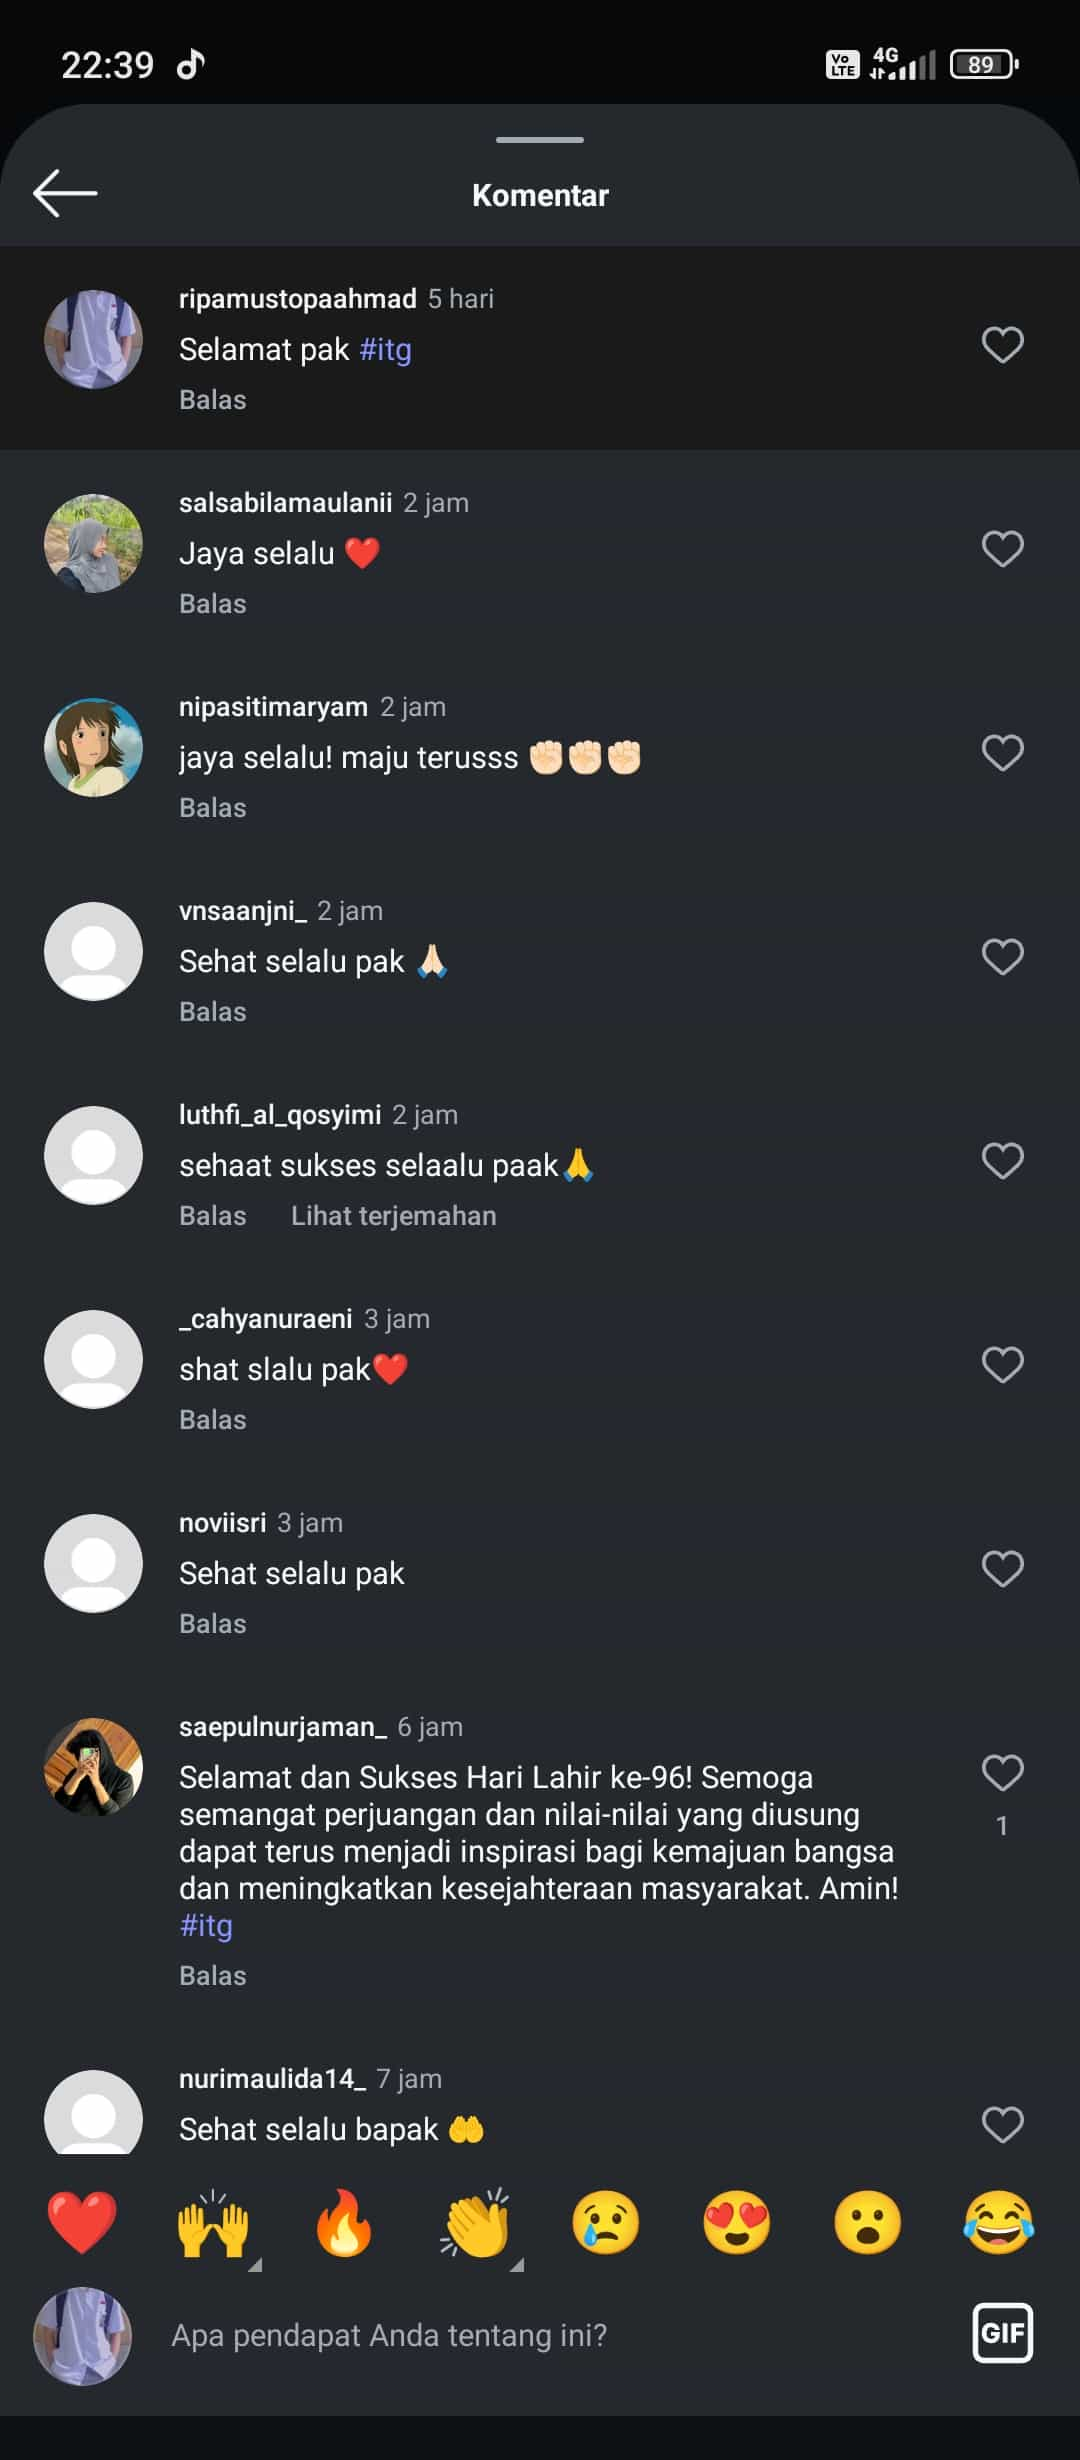 22:39
Vo LTE 4G 89
Komentar
ripamustopaahmad 5 hari
Selamat pak #itg
Balas
salsabilamaulanii 2 jam
Jaya selalu ❤️
Balas
nipasitimaryam 2 jam
jaya selalu! maju terusss ✊🏻✊🏻✊🏻
Balas
vnsaanjni_ 2 jam
Sehat selalu pak 🙏🏻
Balas
luthfi_al_qosyimi 2 jam
sehaat sukses selaalu paak🙏
Balas Lihat terjemahan
_cahyanuraeni 3 jam
shat slalu pak❤️
Balas
noviisri 3 jam
Sehat selalu pak
Balas
saepulnurjaman_ 6 jam
Selamat dan Sukses Hari Lahir ke-96! Semoga
semangat perjuangan dan nilai-nilai yang diusung
dapat terus menjadi inspirasi bagi kemajuan bangsa
dan meningkatkan kesejahteraan masyarakat. Amin!
#itg
1
Balas
nurimaulida14_ 7 jam
Sehat selalu bapak 🤲
❤️ 🙌 🔥 👏 😢 😍 😮 😂
Apa pendapat Anda tentang ini?
GIF